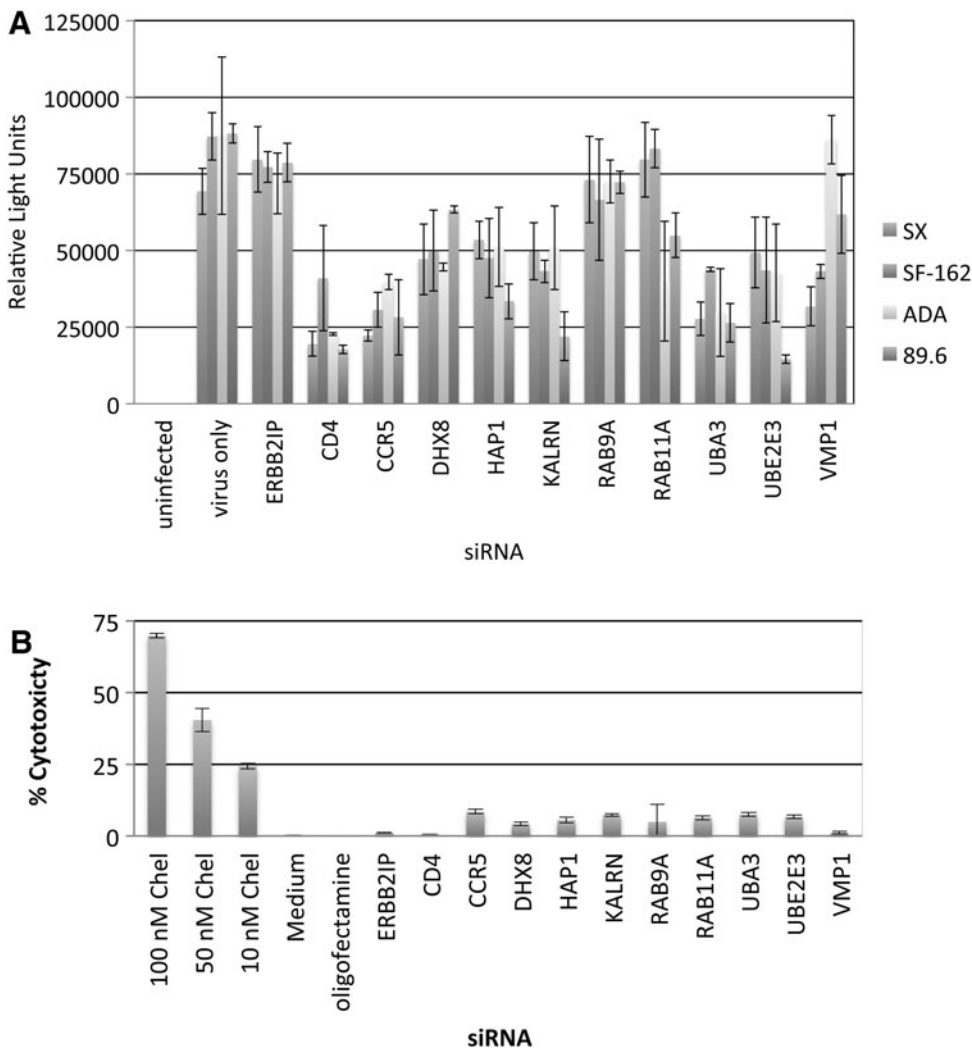 A
125000
100000
75000
50000
25000
0
Relative Light Units
uninfected
virus only
ERBB2IP
CD4
CCR5
DHX8
HAP1
KALRN
RAB9A
RAB11A
UBA3
UBE2E3
VMP1
siRNA
SX
SF-162
ADA
89.6
B
75
50
25
0
% Cytotoxicty
100 nM Chel
50 nM Chel
10 nM Chel
Medium
oligofectamine
ERBB2IP
CD4
CCR5
DHX8
HAP1
KALRN
RAB9A
RAB11A
UBA3
UBE2E3
VMP1
siRNA